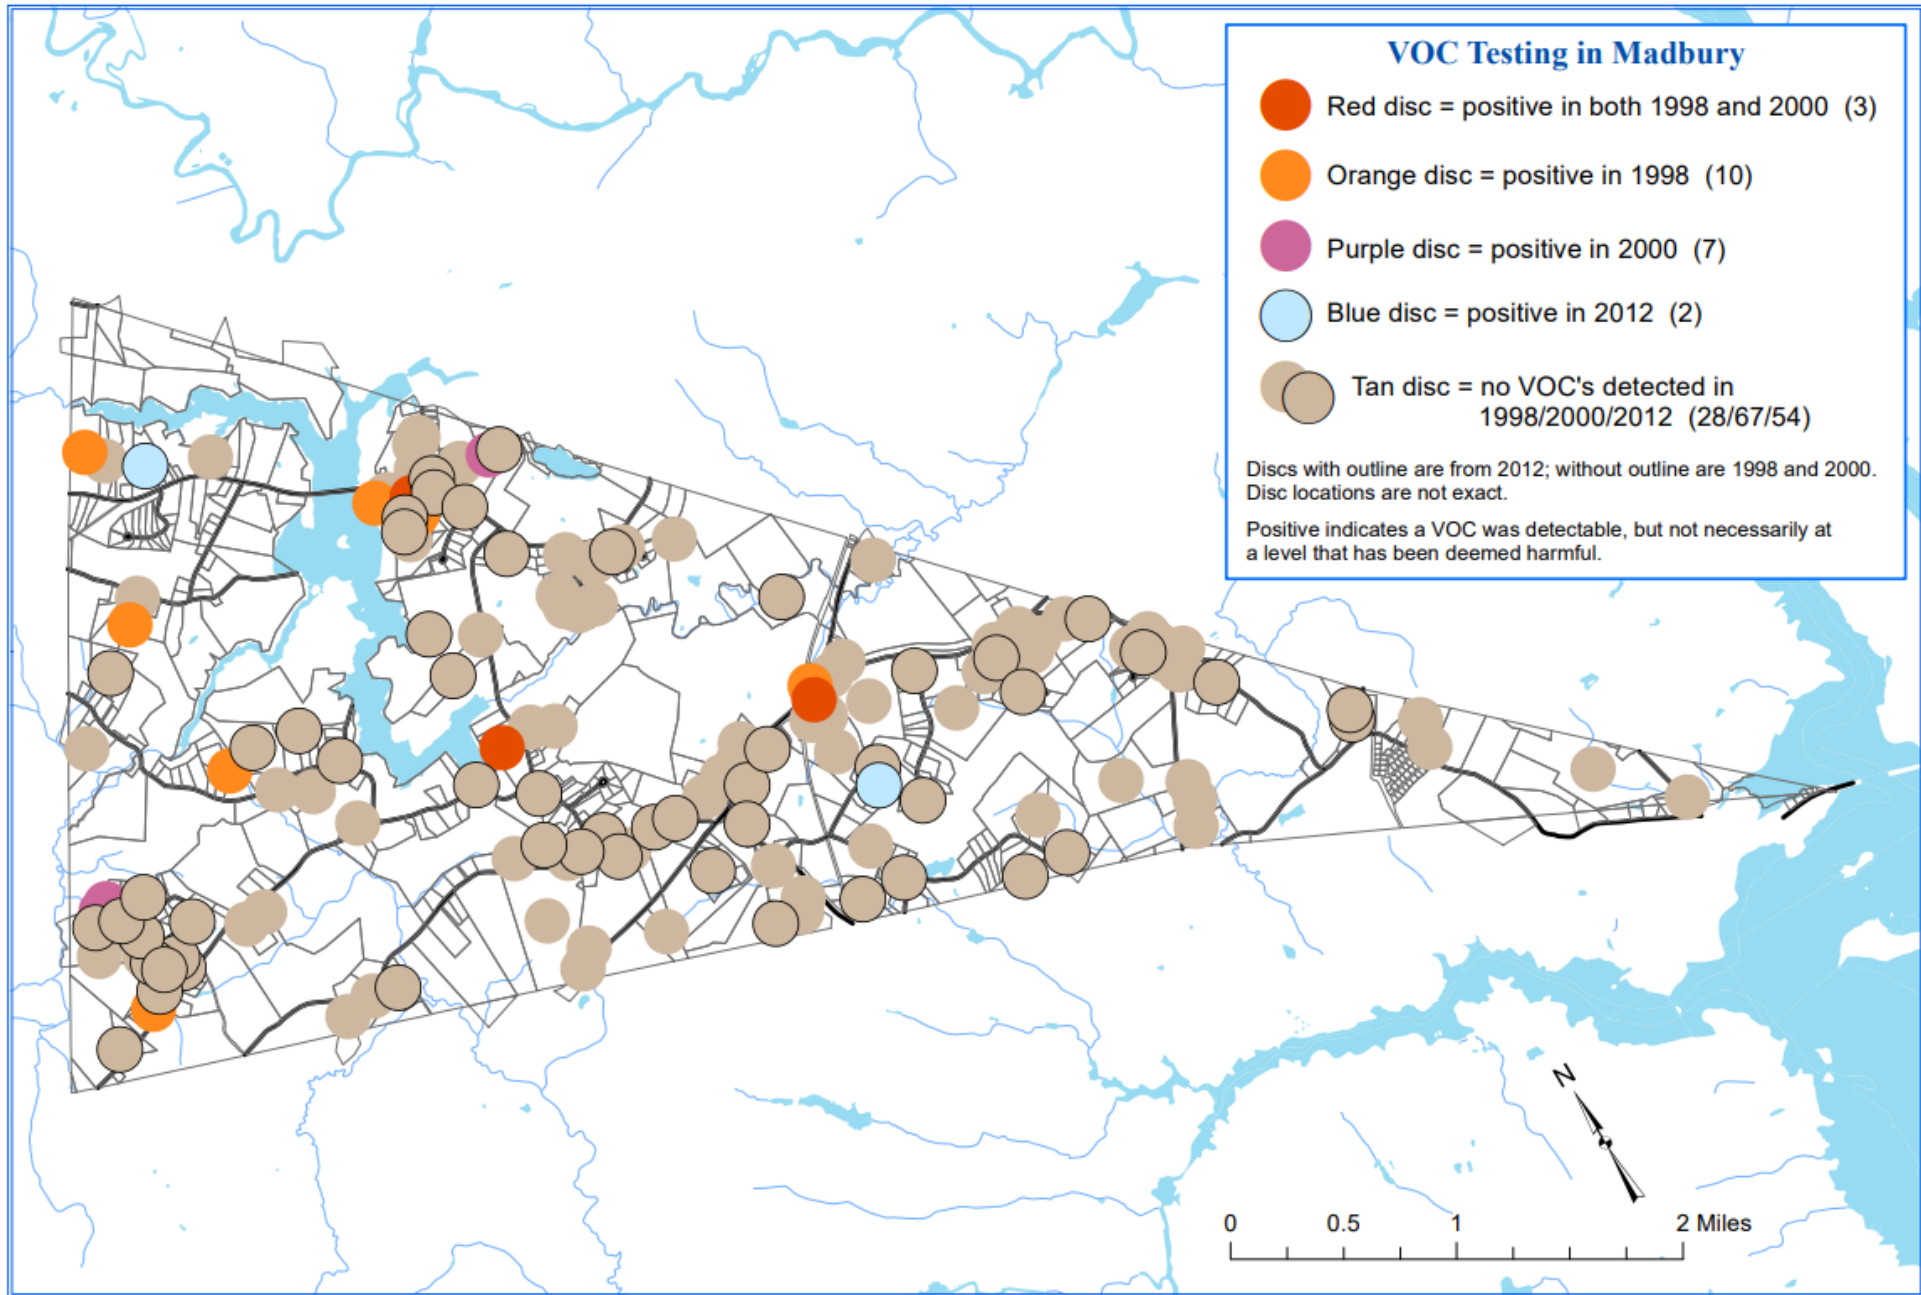 VOC Testing in Madbury
Red disc = positive in both 1998 and 2000 (3)
Orange disc = positive in 1998 (10)
Purple disc = positive in 2000 (7)
Blue disc = positive in 2012 (2)
Tan disc = no VOC's detected in
1998/2000/2012 (28/67/54)
Discs with outline are from 2012; without outline are 1998 and 2000.
Disc locations are not exact.
Positive indicates a VOC was detectable, but not necessarily at
a level that has been deemed harmful.
N
0 0.5 1 2 Miles